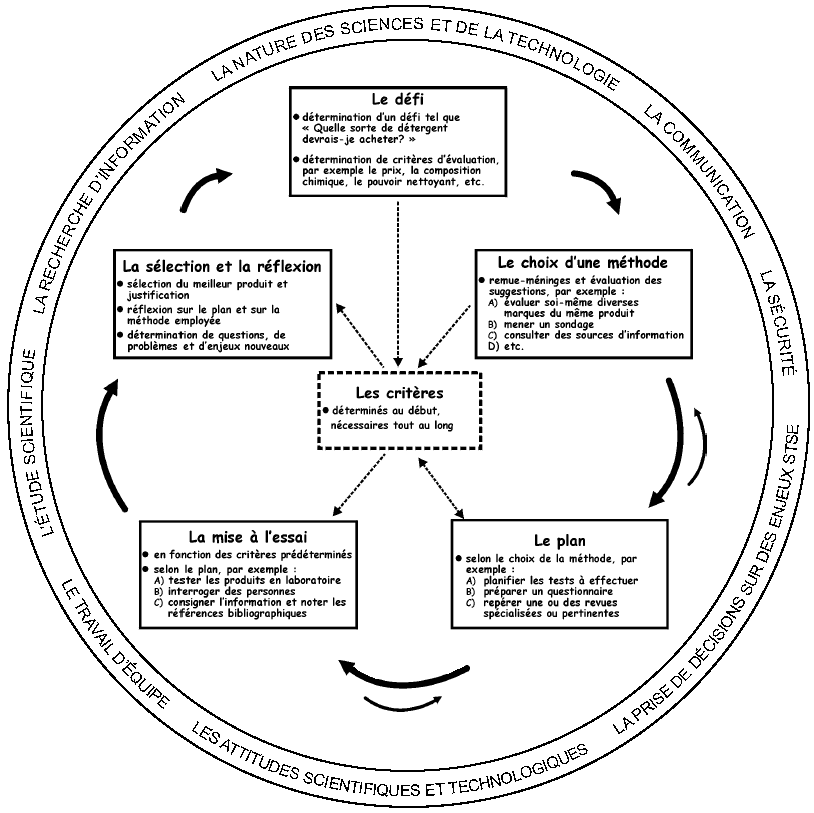 LA NATURE DES SCIENCES ET DE LA TECHNOLOGIE
LA COMMUNICATION
LA SÉCURITÉ
LA PRISE DE DÉCISIONS SUR DES ENJEUX STSE
LES ATTITUDES SCIENTIFIQUES ET TECHNOLOGIQUES
LE TRAVAIL D'ÉQUIPE
L'ÉTUDE SCIENTIFIQUE
LA RECHERCHE D'INFORMATION
Le défi
● détermination d'un défi tel que
« Quelle sorte de détergent
devrais-je acheter? »
● détermination de critères d'évaluation,
par exemple le prix, la composition
chimique, le pouvoir nettoyant, etc.
Le choix d'une méthode
● remue-méninges et évaluation des
suggestions, par exemple :
A) évaluer soi-même diverses
marques du même produit
B) mener un sondage
C) consulter des sources d'information
D) etc.
La sélection et la réflexion
● sélection du meilleur produit et
justification
● réflexion sur le plan et sur la
méthode employée
● détermination de questions, de
problèmes et d'enjeux nouveaux
Les critères
● déterminés au début,
nécessaires tout au long
Le plan
● selon le choix de la méthode, par
exemple :
A) planifier les tests à effectuer
B) préparer un questionnaire
C) repérer une ou des revues
spécialisées ou pertinentes
La mise à l'essai
● en fonction des critères prédéterminés
● selon le plan, par exemple :
A) tester les produits en laboratoire
B) interroger des personnes
C) consigner l'information et noter les
références bibliographiques